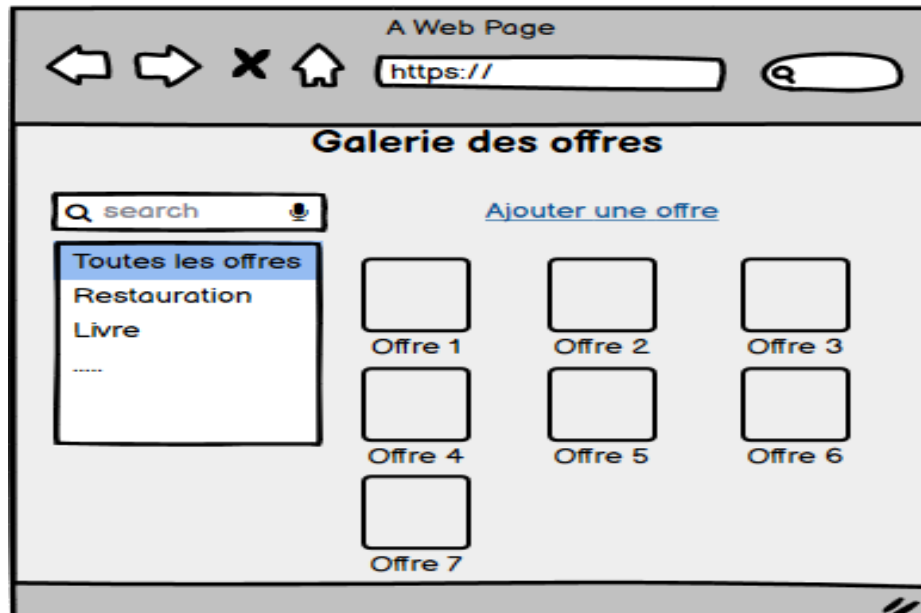 A Web Page
https://
Galerie des offres
search
Ajouter une offre
Toutes les offres
Restauration
Livre
-----
Offre 1 Offre 2 Offre 3
Offre 4 Offre 5 Offre 6
Offre 7